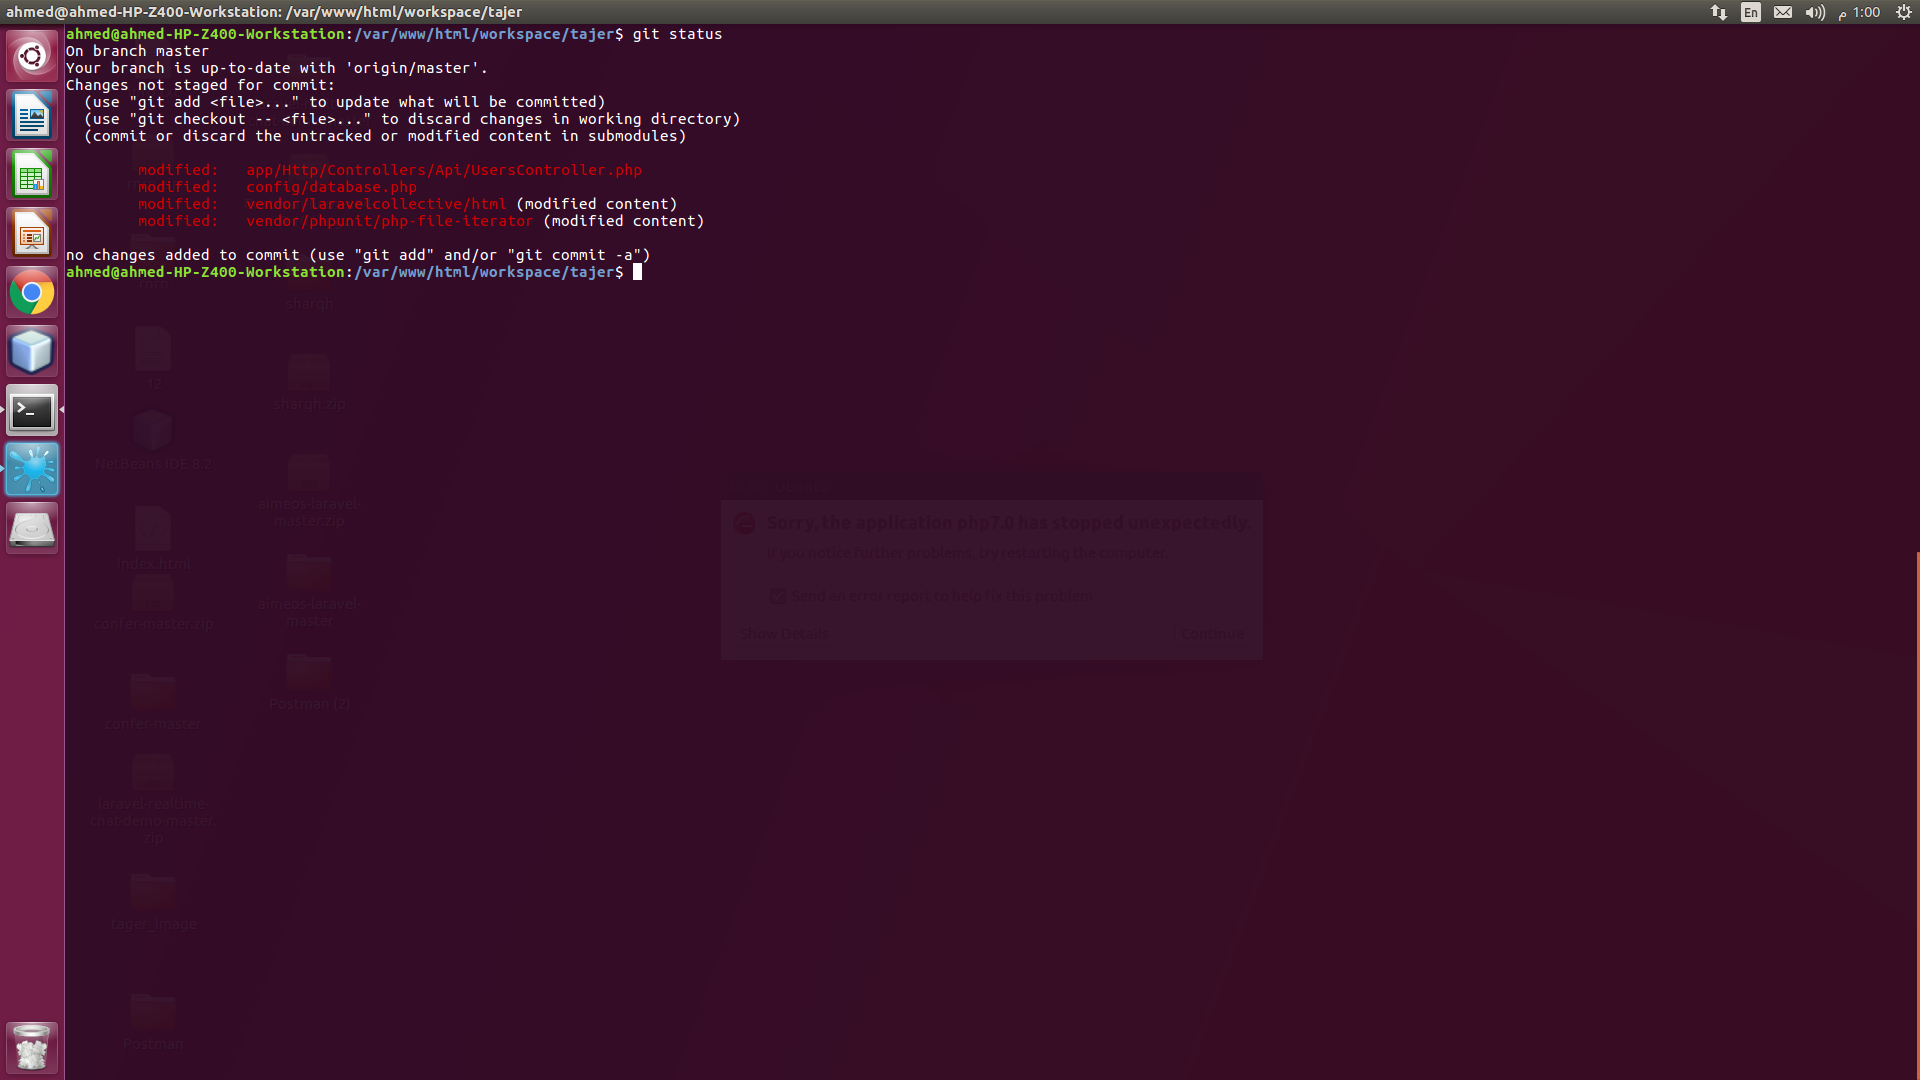 ahmed@ahmed-HP-Z400-Workstation: /var/www/html/workspace/tajer
En
1:00 م
ahmed@ahmed-HP-Z400-Workstation:/var/www/html/workspace/tajer$ git status
On branch master
Your branch is up-to-date with 'origin/master'.
Changes not staged for commit:
  (use "git add <file>..." to update what will be committed)
  (use "git checkout -- <file>..." to discard changes in working directory)
  (commit or discard the untracked or modified content in submodules)
        modified:   app/Http/Controllers/Api/UsersController.php
        modified:   config/database.php
        modified:   vendor/laravelcollective/html (modified content)
        modified:   vendor/phpunit/php-file-iterator (modified content)
no changes added to commit (use "git add" and/or "git commit -a")
ahmed@ahmed-HP-Z400-Workstation:/var/www/html/workspace/tajer$
sharqh
12
sharqh.zip
NetBeans IDE 8.2
aimeos-laravel-
master.zip
index.html
aimeos-laravel-
master
confer-master.zip
Postman (2)
confer-master
laravel-realtime-
chat-demo-master.
zip
tager_image
Postman
Sorry, the application php7.0 has stopped unexpectedly.
If you notice further problems, try restarting the computer.
Send an error report to help fix this problem
Show Details
Continue